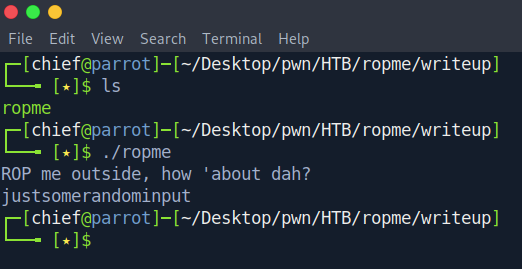 File Edit View Search Terminal Help
┌─[chief@parrot]─[~/Desktop/pwn/HTB/ropme/writeup]
└──╼ [★]$ ls
ropme
┌─[chief@parrot]─[~/Desktop/pwn/HTB/ropme/writeup]
└──╼ [★]$ ./ropme
ROP me outside, how 'about dah?
justsomerandominput
┌─[chief@parrot]─[~/Desktop/pwn/HTB/ropme/writeup]
└──╼ [★]$